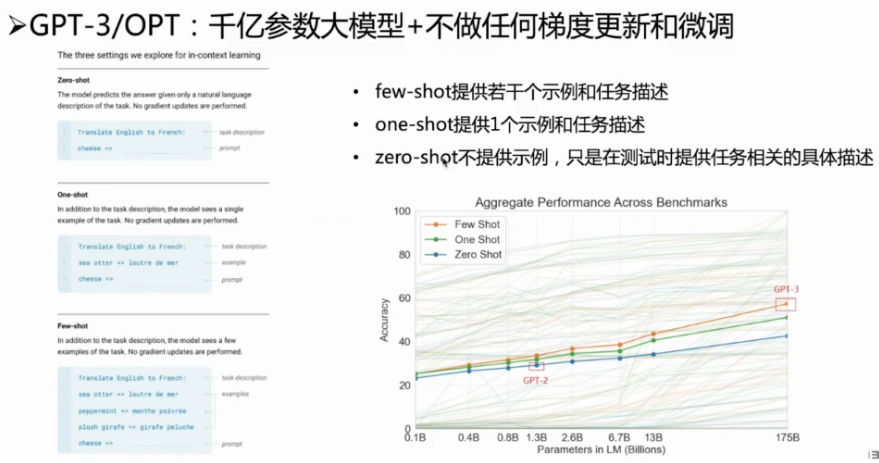 ➢GPT-3/OPT：千亿参数大模型+不做任何梯度更新和微调
The three settings we explore for in-context learning
Zero-shot
The model predicts the answer given only a natural language
description of the task. No gradient updates are performed.
Translate English to French: task description
cheese => prompt
One-shot
In addition to the task description, the model sees a single
example of the task. No gradient updates are performed.
Translate English to French: task description
sea otter => loutre de mer example
cheese => prompt
Few-shot
In addition to the task description, the model sees a few
examples of the task. No gradient updates are performed.
Translate English to French: task description
sea otter => loutre de mer examples
peppermint => menthe poivrée
plush girafe => girafe peluche
cheese => prompt
• few-shot提供若干个示例和任务描述
• one-shot提供1个示例和任务描述
• zero-shot不提供示例，只是在测试时提供任务相关的具体描述
Aggregate Performance Across Benchmarks
100
80
60
40
20
0
Accuracy
Few Shot
One Shot
Zero Shot
GPT-3
GPT-2
0.1B 0.4B 0.8B 1.3B 2.6B 6.7B 13B 175B
Parameters in LM (Billions)